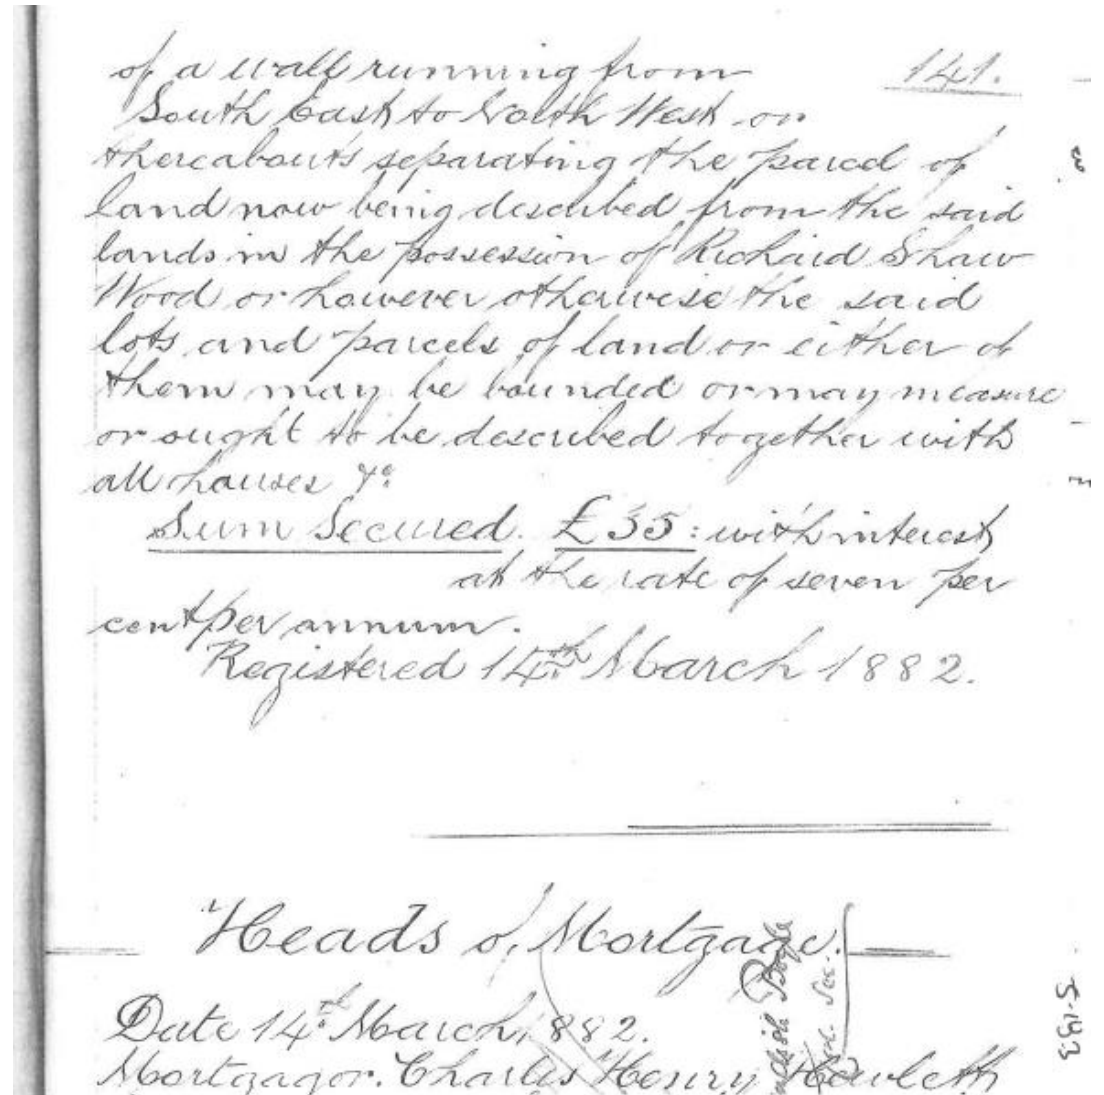 141.
of a wall running from
South East to North West or
thereabouts separating the parcel of
land now being described from the said
lands in the possession of Richard Shaw
Wood or however otherwise the said
lots and parcels of land or either of
them may be bounded or may measure
or ought to be described together with
all houses &c
Sum Secured. £35: with interest
at the rate of seven per
cent per annum.
Registered 14th March 1882.
Heads of Mortgage.
Date 14th March, 1882.
Mortgagor. Charles Henry
Boyle
Sec.